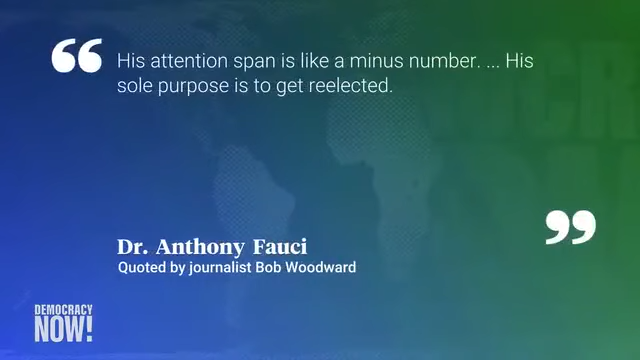 “
His attention span is like a minus number. ... His
sole purpose is to get reelected.
”
Dr. Anthony Fauci
Quoted by journalist Bob Woodward
DEMOCRACY
NOW!